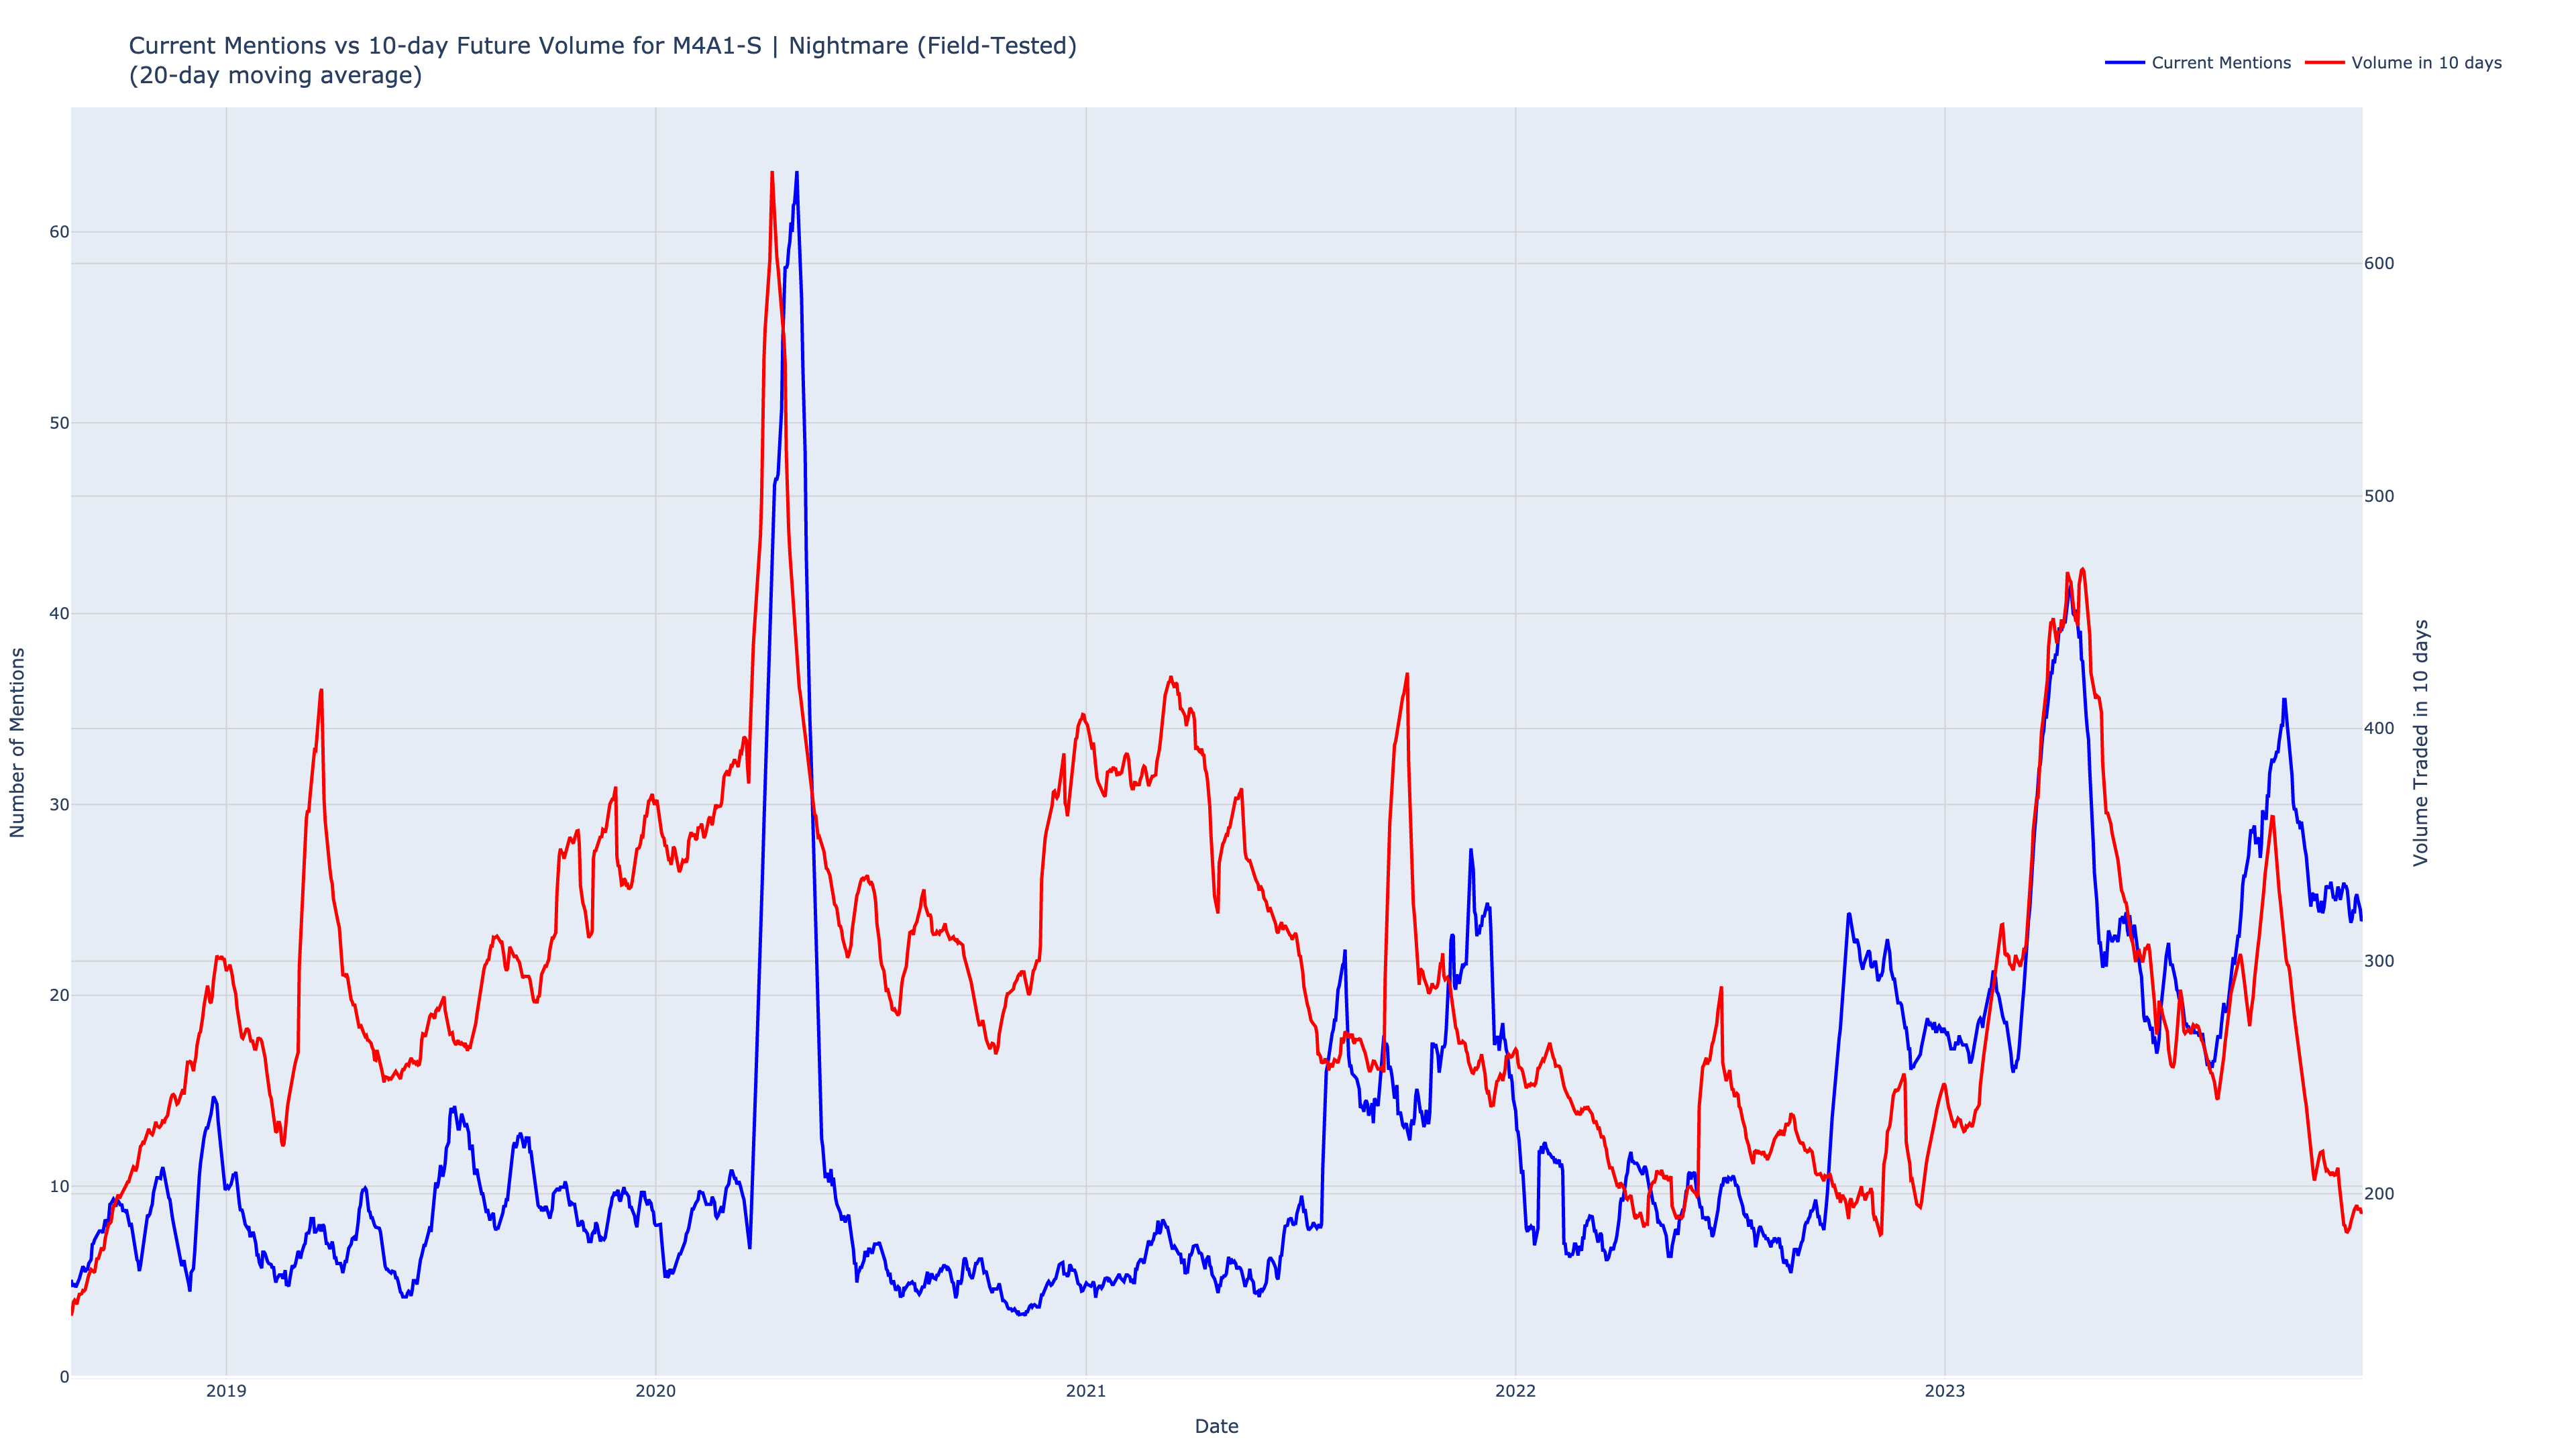 Current Mentions vs 10-day Future Volume for M4A1-S | Nightmare (Field-Tested)
(20-day moving average)
Current Mentions
Volume in 10 days
60
50
40
30
20
10
0
Number of Mentions
600
500
400
300
200
Volume Traded in 10 days
2019
2020
2021
2022
2023
Date